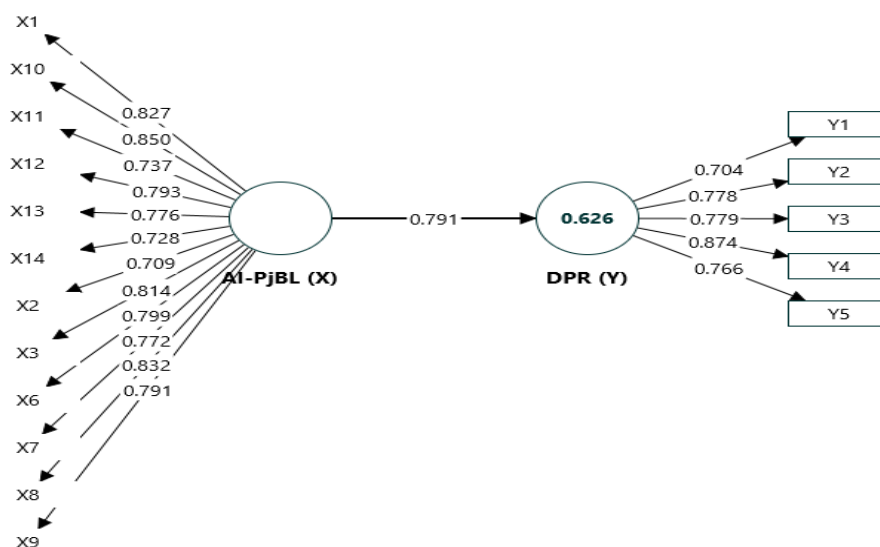 X1
X10
X11
X12
X13
X14
X2
X3
X6
X7
X8
X9
0.827
0.850
0.737
0.793
0.776
0.728
0.709
0.814
0.799
0.772
0.832
0.791
AI-PjBL (X)
0.791
0.626
DPR (Y)
0.704
0.778
0.779
0.874
0.766
Y1
Y2
Y3
Y4
Y5